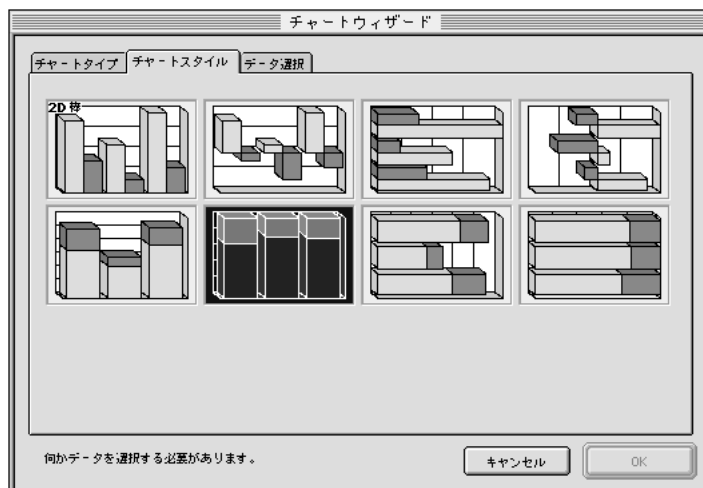 チャートウィザード
チャートタイプ チャートスタイル データ選択
2D 棒
何かデータを選択する必要があります。
キャンセル OK